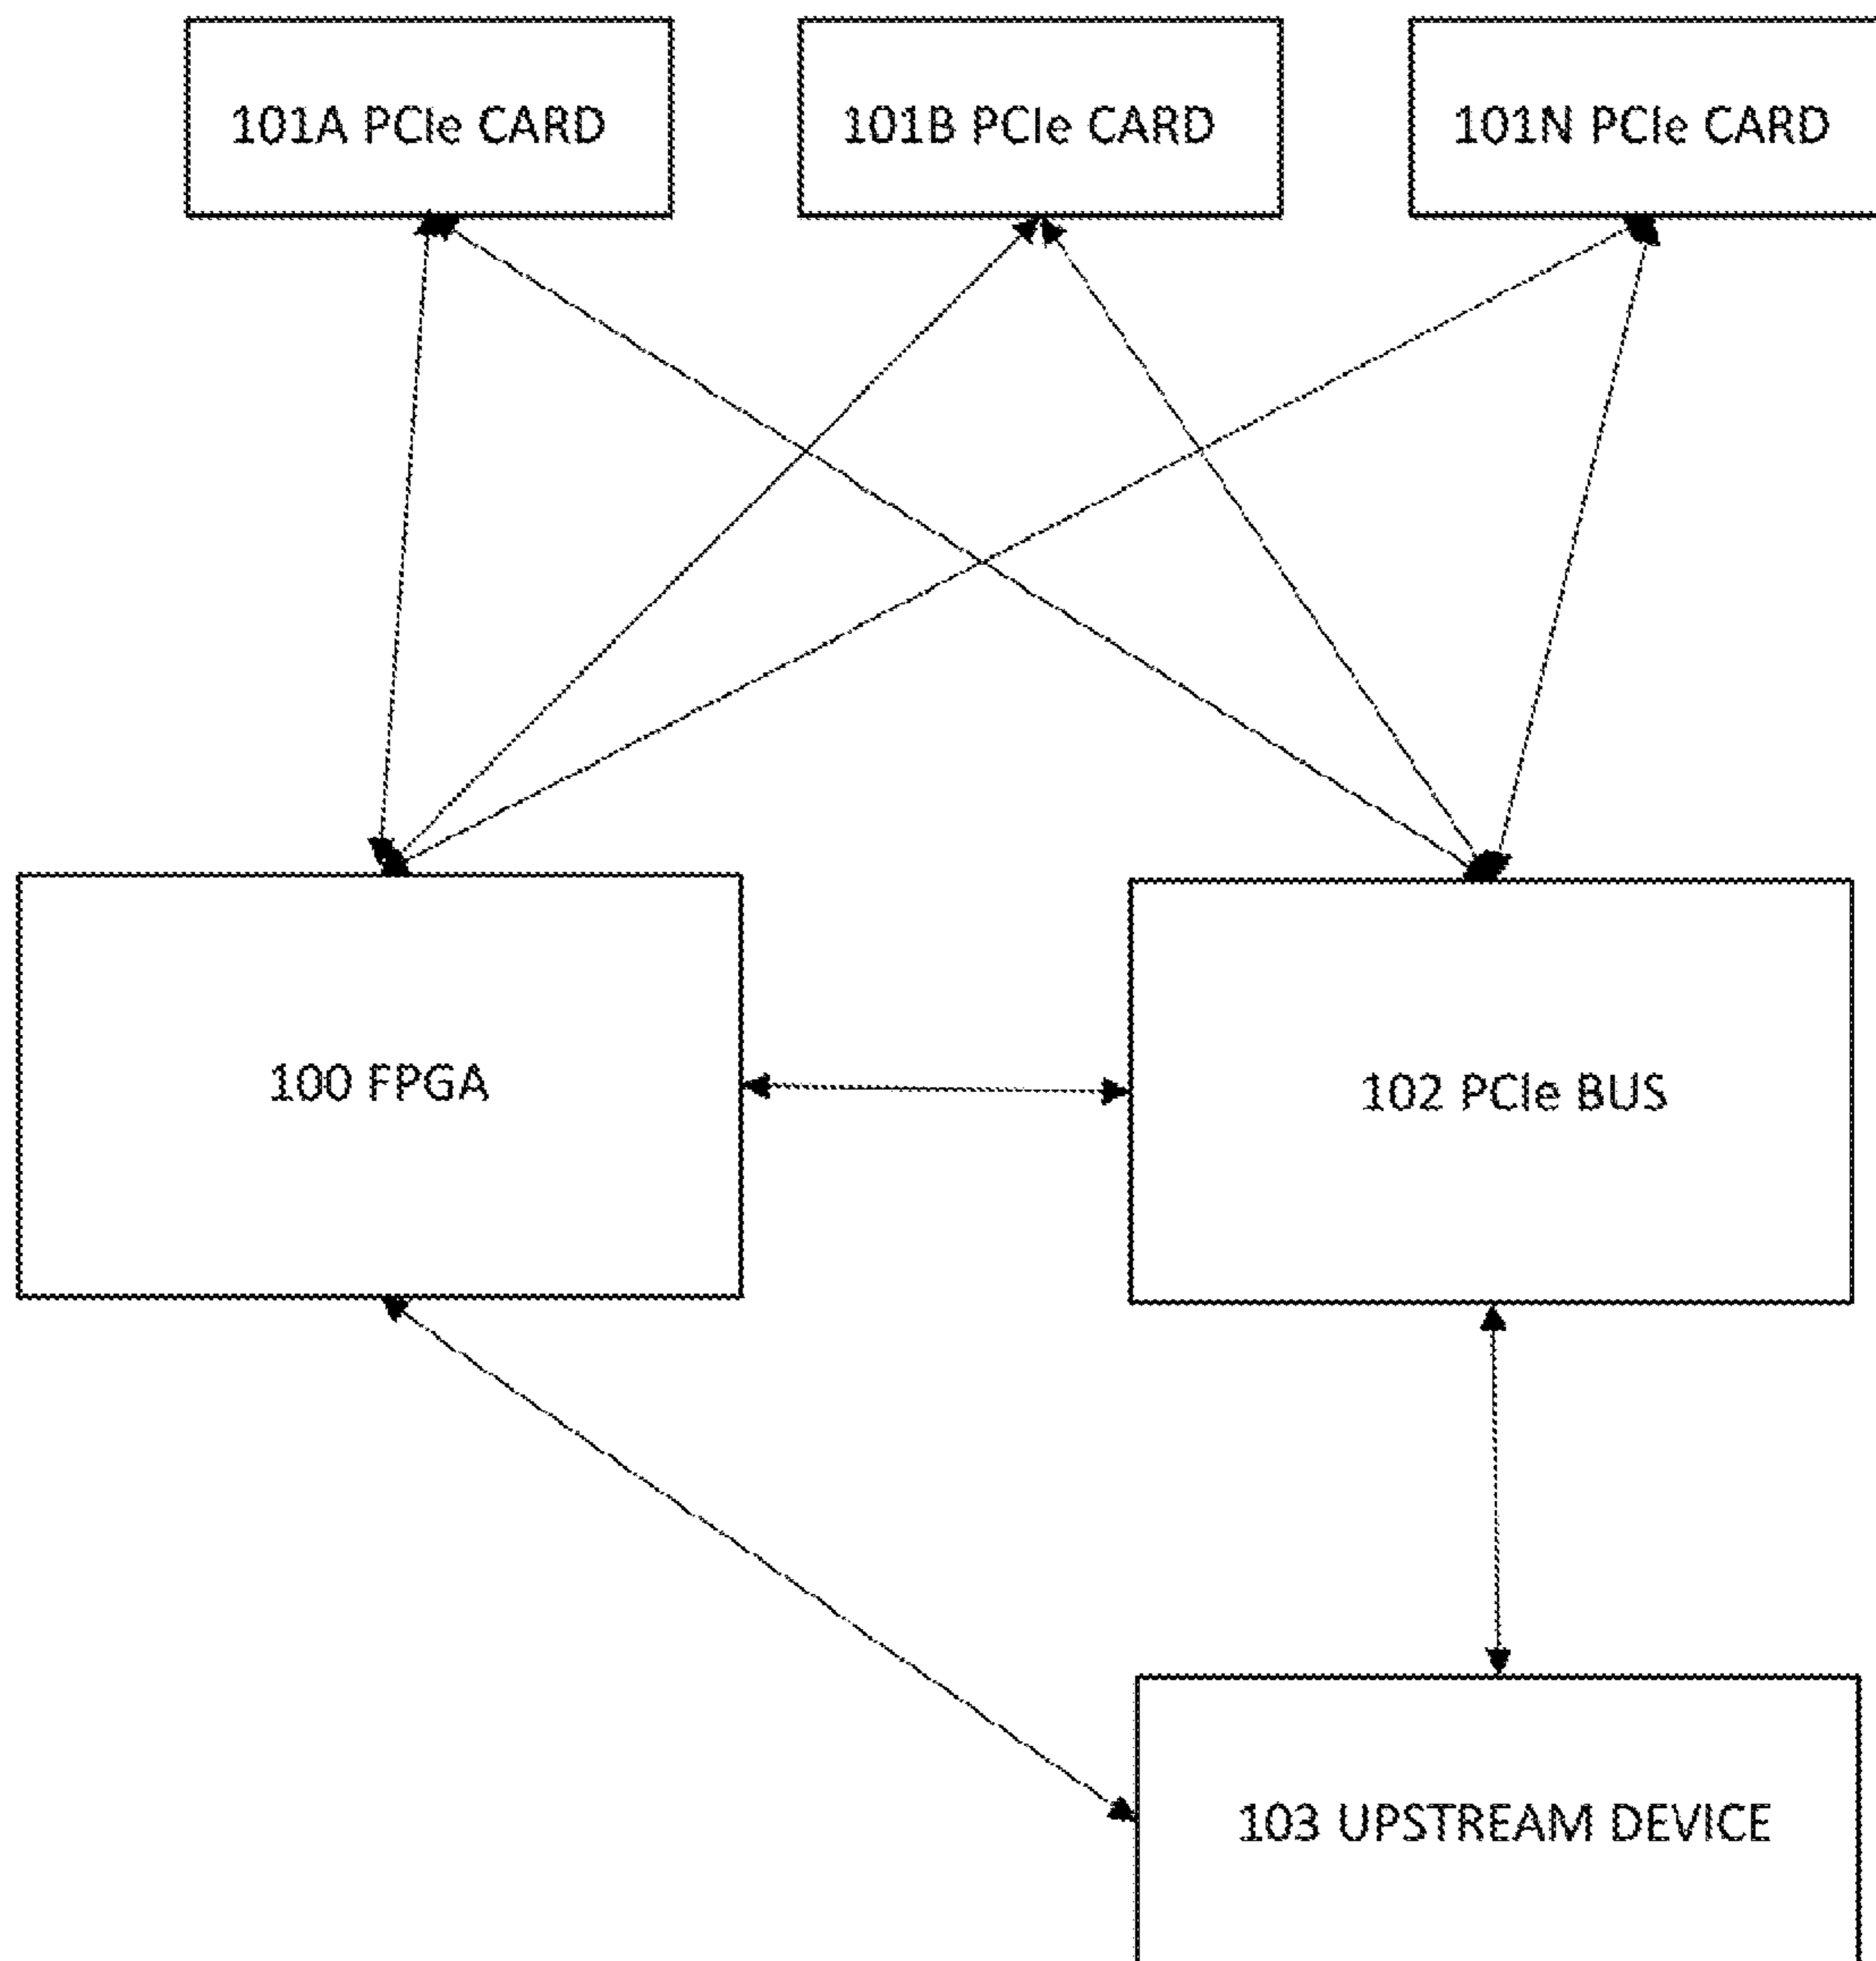 101A PCIe CARD
101B PCIe CARD
101N PCIe CARD
100 FPGA
102 PCIe BUS
103 UPSTREAM DEVICE